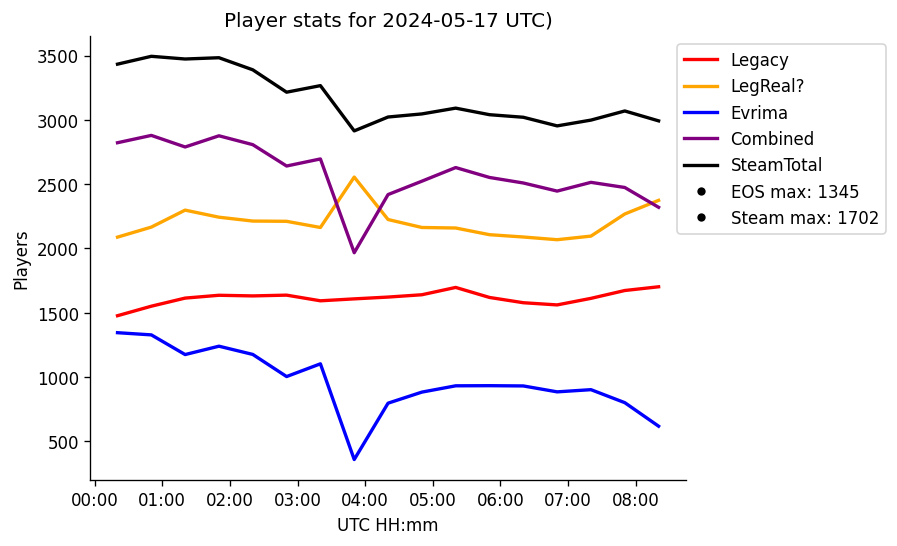 Player stats for 2024-05-17 UTC)
3500
3000
2500
2000
1500
1000
500
Players
00:00 01:00 02:00 03:00 04:00 05:00 06:00 07:00 08:00
UTC HH:mm
Legacy
LegReal?
Evrima
Combined
SteamTotal
EOS max: 1345
Steam max: 1702